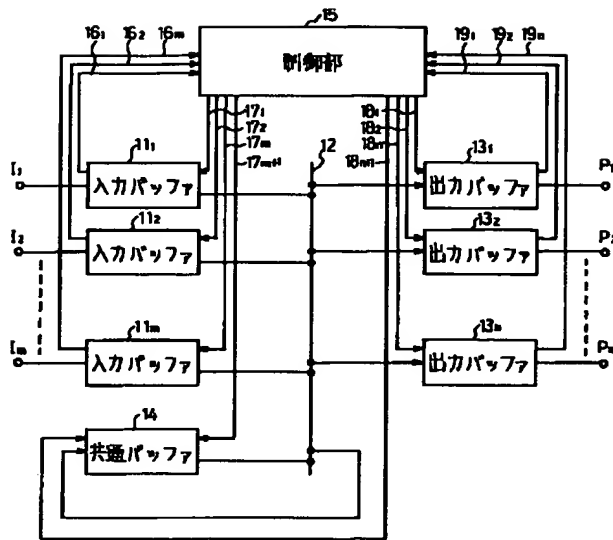 15
16₁ 16₂ 16m
制御部
19₁ 19₂ 19n
17₁
17₂
17m
17m+1
12
18₁
18₂
18n
18n+1
I₁
11₁
入力バッファ
13₁
出力バッファ
P₁
I₂
11₂
入力バッファ
13₂
出力バッファ
P₂
Im
11m
入力バッファ
13n
出力バッファ
Pn
14
共通バッファ